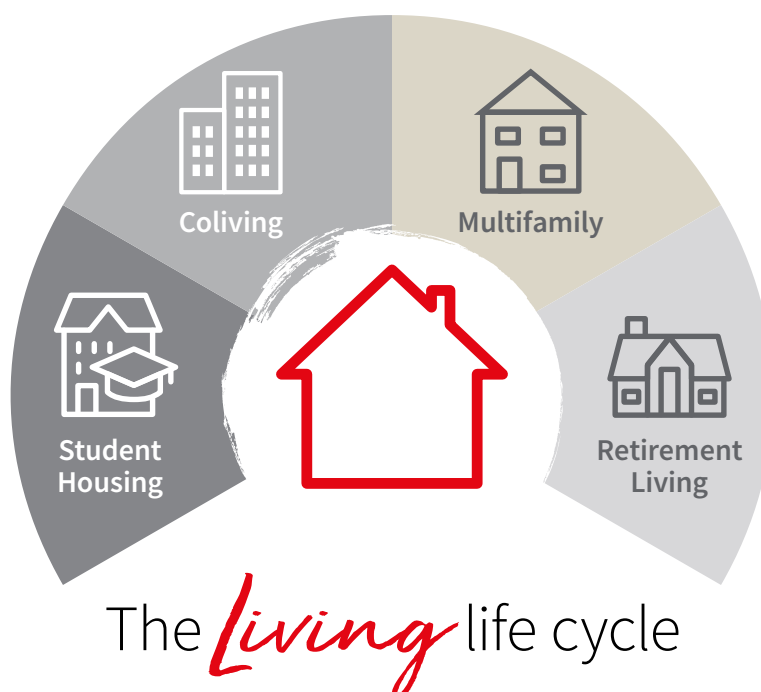 Coliving
Multifamily
Student
Housing
Retirement
Living
The Living life cycle